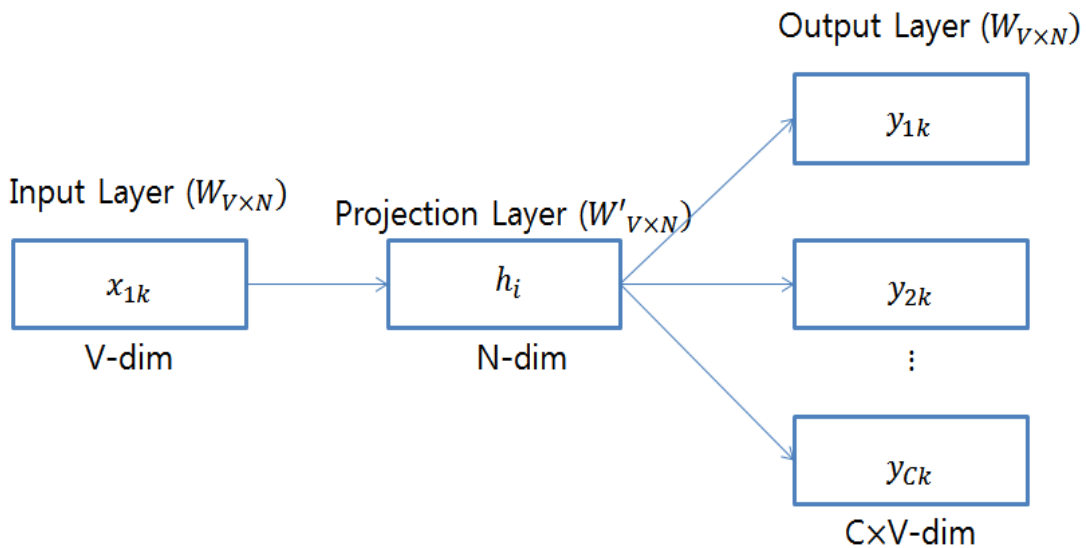 Output Layer (W_{V×N})
y_{1k}
Input Layer (W_{V×N})
Projection Layer (W'_{V×N})
x_{1k}
h_i
y_{2k}
V-dim
N-dim
⋮
y_{Ck}
C×V-dim